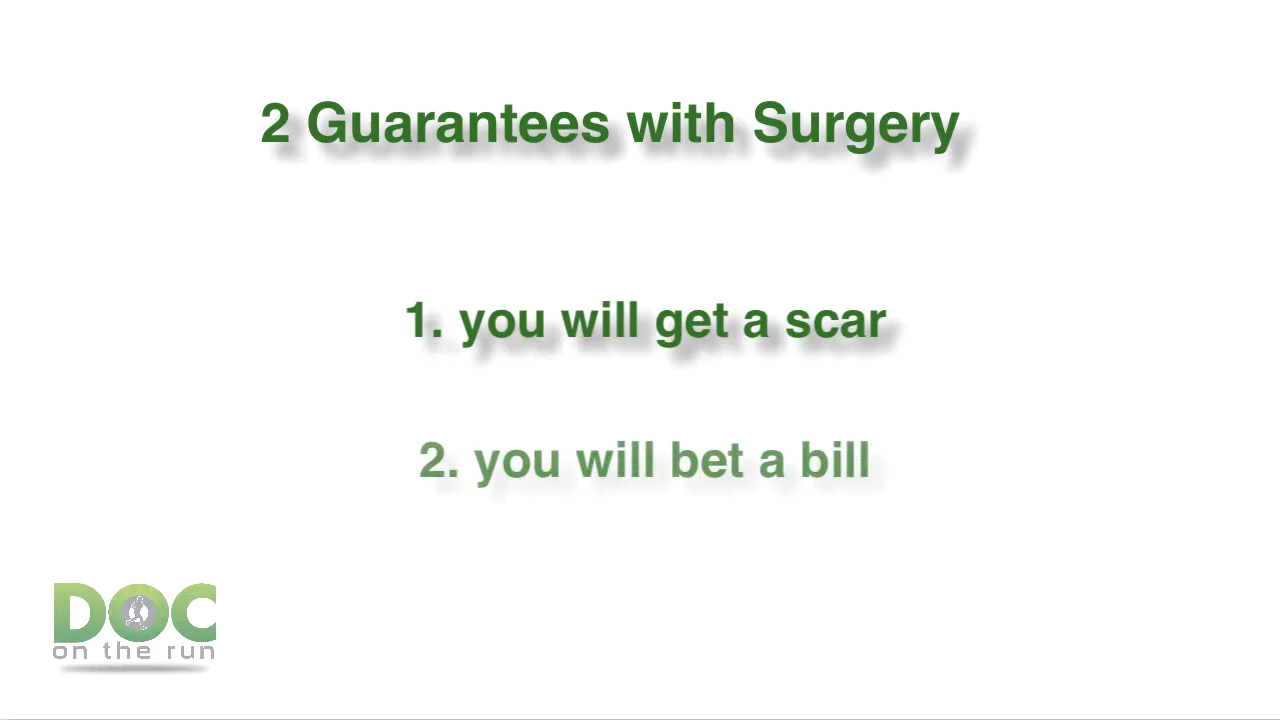 2 Guarantees with Surgery
1. you will get a scar
2. you will bet a bill
DOC
on the run